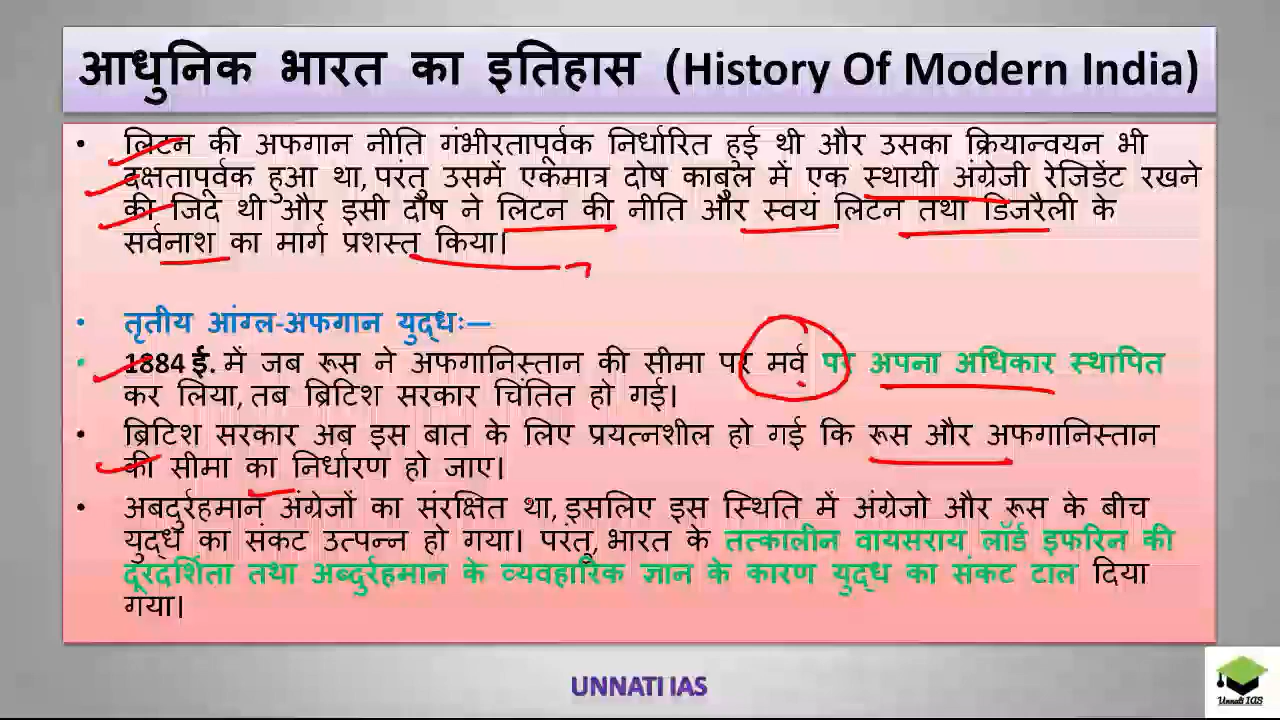 आधुनिक भारत का इतिहास (History Of Modern India)
• लिटन की अफगान नीति गंभीरतापूर्वक निर्धारित हुई थी और उसका क्रियान्वयन भी
दक्षतापूर्वक हुआ था, परंतु उसमें एकमात्र दोष काबुल में एक स्थायी अंग्रेजी रेजिडेंट रखने
की जिद थी और इसी दोष ने लिटन की नीति और स्वयं लिटन तथा डिजरैली के
सर्वनाश का मार्ग प्रशस्त किया।
• तृतीय आंग्ल-अफगान युद्धः—
• 1884 ई. में जब रूस ने अफगानिस्तान की सीमा पर मर्व पर अपना अधिकार स्थापित
कर लिया, तब ब्रिटिश सरकार चिंतित हो गई।
• ब्रिटिश सरकार अब इस बात के लिए प्रयत्नशील हो गई कि रूस और अफगानिस्तान
की सीमा का निर्धारण हो जाए।
• अबदुर्रहमान अंग्रेजों का संरक्षित था, इसलिए इस स्थिति में अंग्रेजो और रूस के बीच
युद्ध का संकट उत्पन्न हो गया। परंतु, भारत के तत्कालीन वायसराय लॉर्ड इफरिन की
दूरदर्शिता तथा अब्दुर्रहमान के व्यवहारिक ज्ञान के कारण युद्ध का संकट टाल दिया
गया।
UNNATI IAS
Unnati IAS